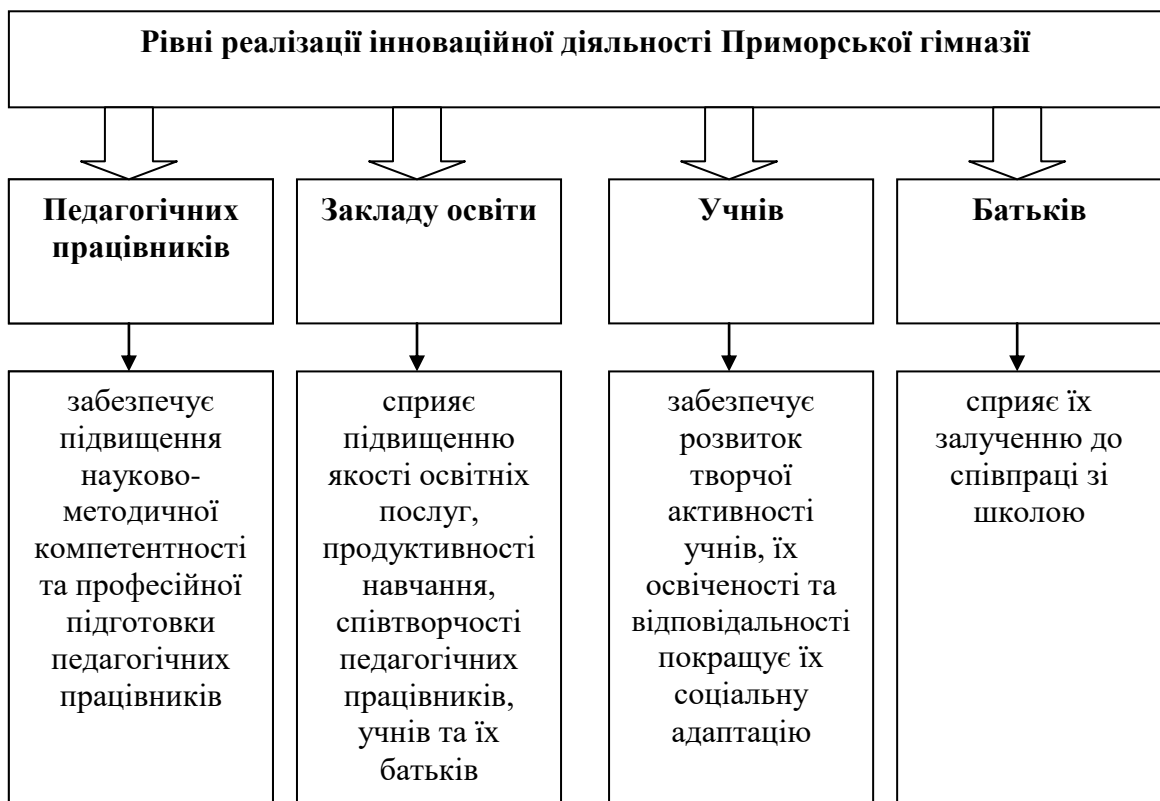 Рівні реалізації інноваційної діяльності Приморської гімназії
Педагогічних
працівників
Закладу освіти
Учнів
Батьків
забезпечує
підвищення
науково-
методичної
компетентності
та професійної
підготовки
педагогічних
працівників
сприяє
підвищенню
якості освітніх
послуг,
продуктивності
навчання,
співтворчості
педагогічних
працівників,
учнів та їх
батьків
забезпечує
розвиток
творчої
активності
учнів, їх
освіченості та
відповідальності
покращує їх
соціальну
адаптацію
сприяє їх
залученню до
співпраці зі
школою